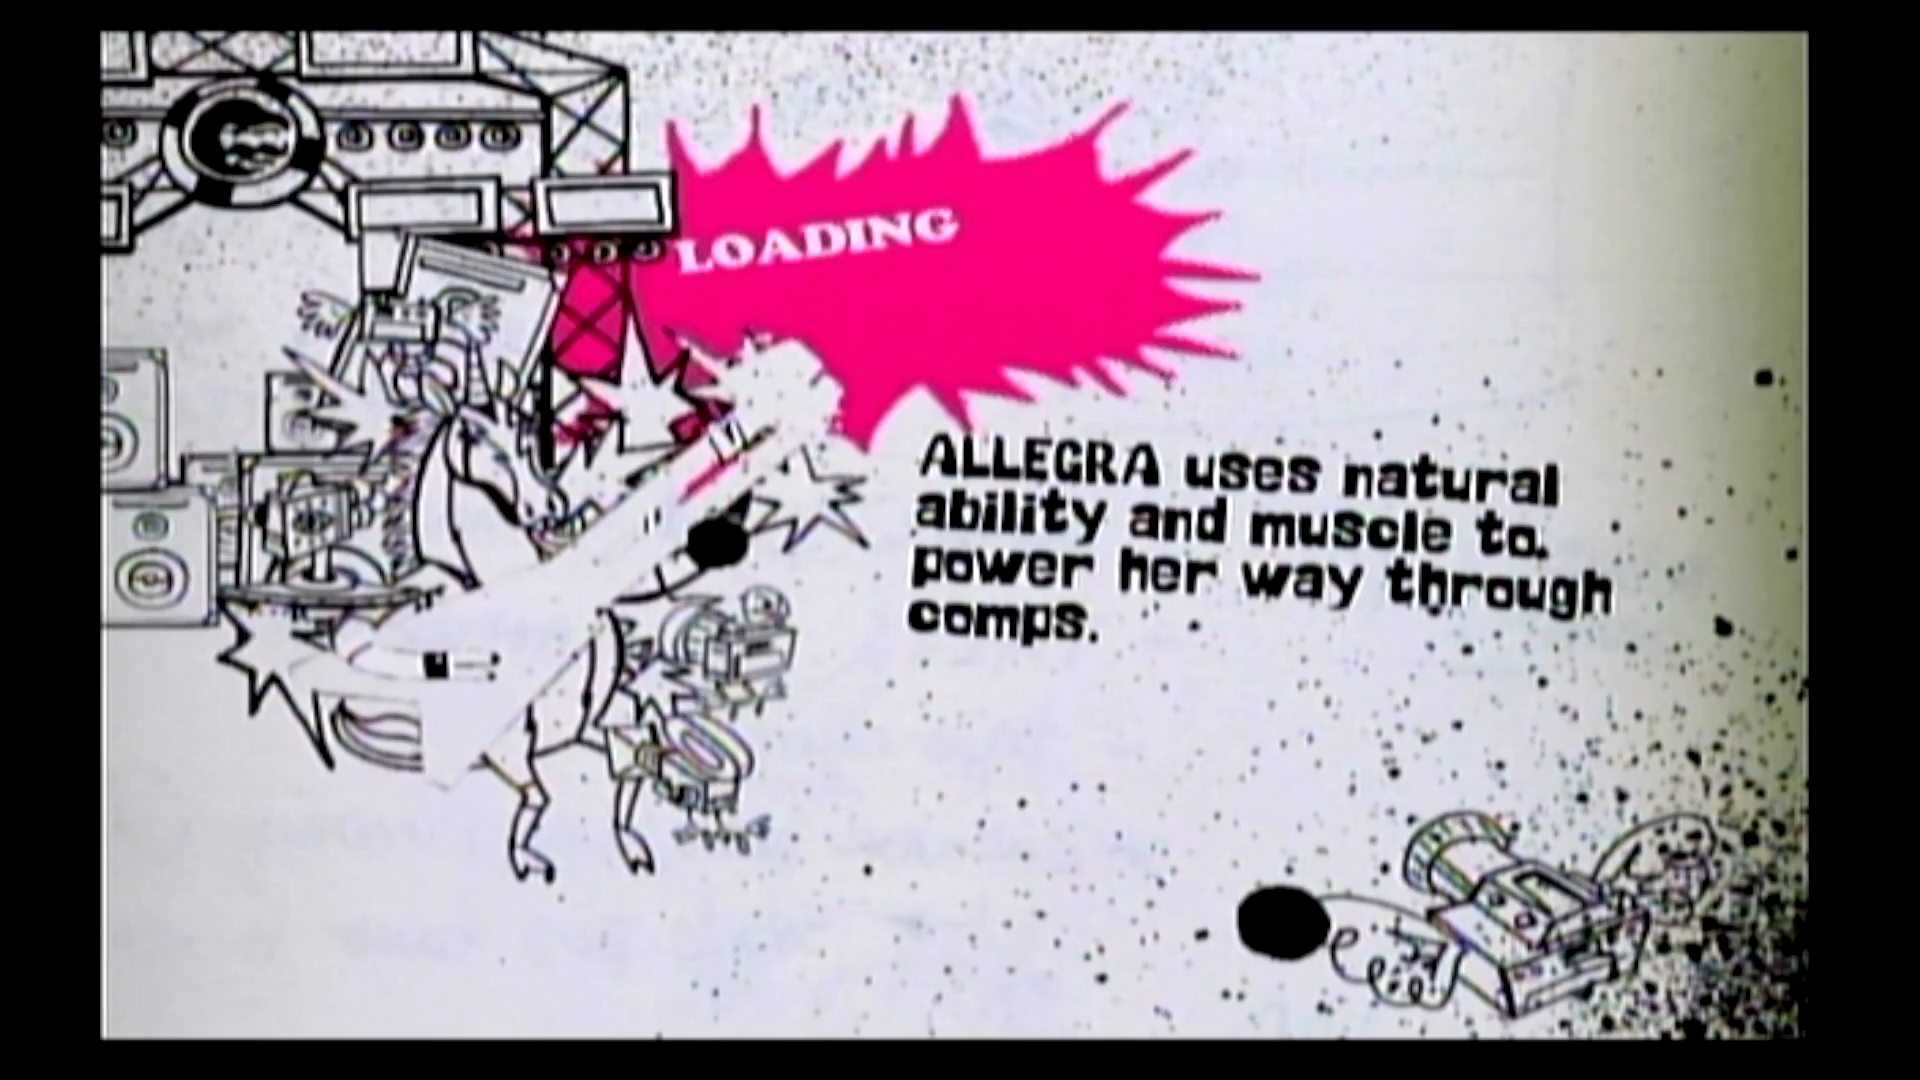 LOADING
ALLEGRA uses natural
ability and muscle to
power her way through
comps.